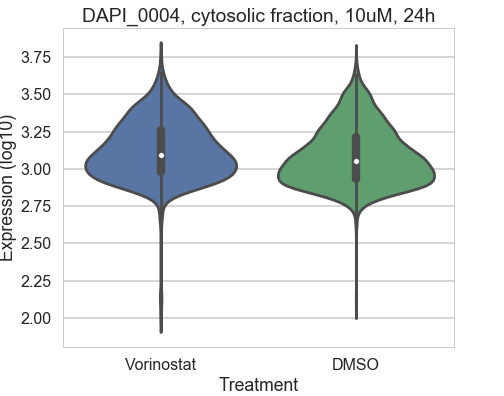 DAPI_0004, cytosolic fraction, 10uM, 24h
Expression (log10)
3.75
3.50
3.25
3.00
2.75
2.50
2.25
2.00
Vorinostat DMSO
Treatment